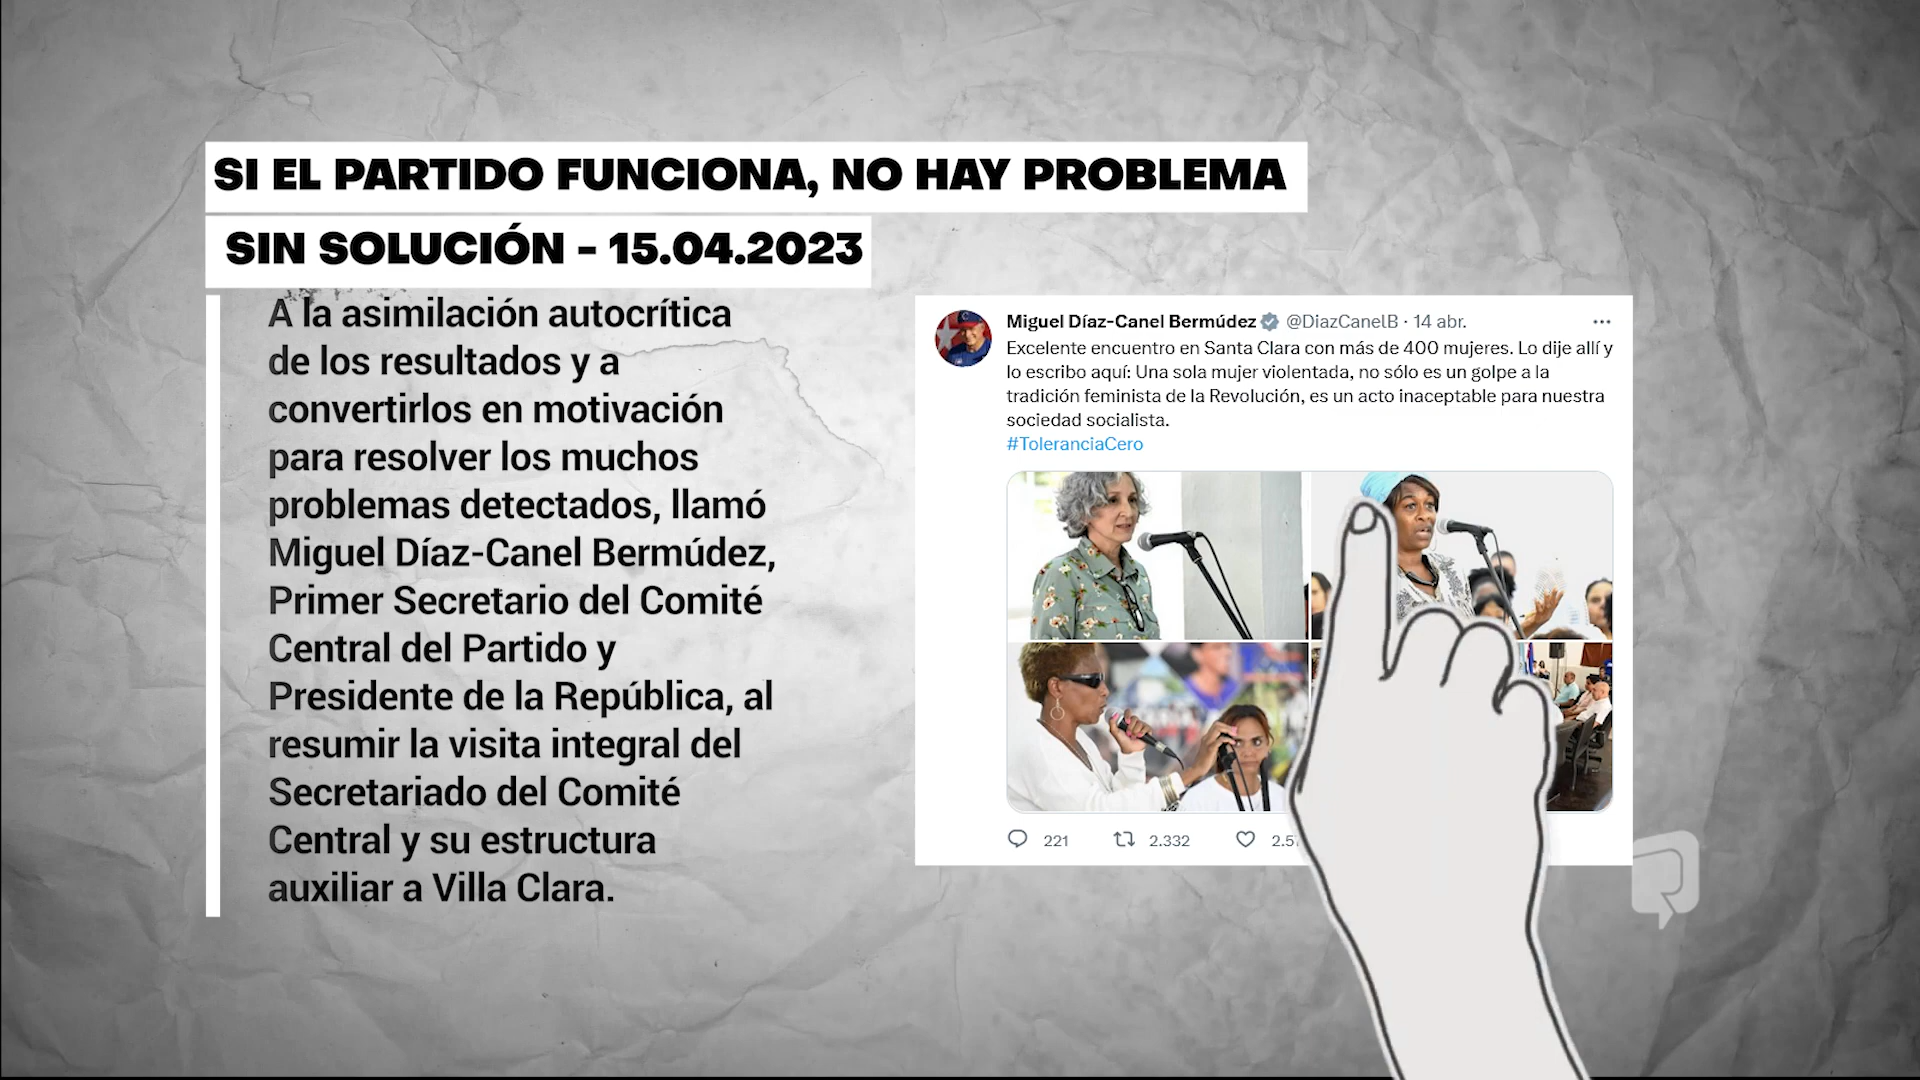 SI EL PARTIDO FUNCIONA, NO HAY PROBLEMA
SIN SOLUCIÓN - 15.04.2023
A la asimilación autocrítica
de los resultados y a
convertirlos en motivación
para resolver los muchos
problemas detectados, llamó
Miguel Díaz-Canel Bermúdez,
Primer Secretario del Comité
Central del Partido y
Presidente de la República, al
resumir la visita integral del
Secretariado del Comité
Central y su estructura
auxiliar a Villa Clara.
Miguel Díaz-Canel Bermúdez @DiazCanelB · 14 abr.
Excelente encuentro en Santa Clara con más de 400 mujeres. Lo dije allí y
lo escribo aquí: Una sola mujer violentada, no sólo es un golpe a la
tradición feminista de la Revolución, es un acto inaceptable para nuestra
sociedad socialista.
#ToleranciaCero
221 2.332